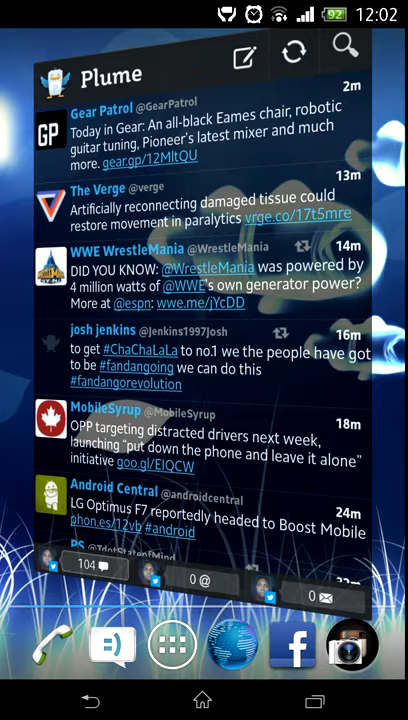 92 12:02
Plume
Gear Patrol @GearPatrol 2m
Today in Gear: An all-black Eames chair, robotic
guitar tuning, Pioneer's latest mixer and much
more. gear.gp/12MltQU
GP
The Verge @verge 13m
Artificially reconnecting damaged tissue could
restore movement in paralytics vrge.co/17t5mre
WWE WrestleMania @WrestleMania 14m
DID YOU KNOW: @WrestleMania was powered by
4 million watts of @WWE's own generator power?
More at @espn: wwe.me/jYcDD
josh jenkins @Jenkins1997Josh 16m
to get #ChaChaLaLa to no.1 we the people have got
to be #fandangoing we can do this
#fandangorevolution
MobileSyrup @MobileSyrup 18m
OPP targeting distracted drivers next week,
launching “put down the phone and leave it alone”
initiative goo.gl/EIQCW
Android Central @androidcentral 24m
LG Optimus F7 reportedly headed to Boost Mobile
phon.es/12vb #android
PS @TdotStateofMind
104 0 @ 0